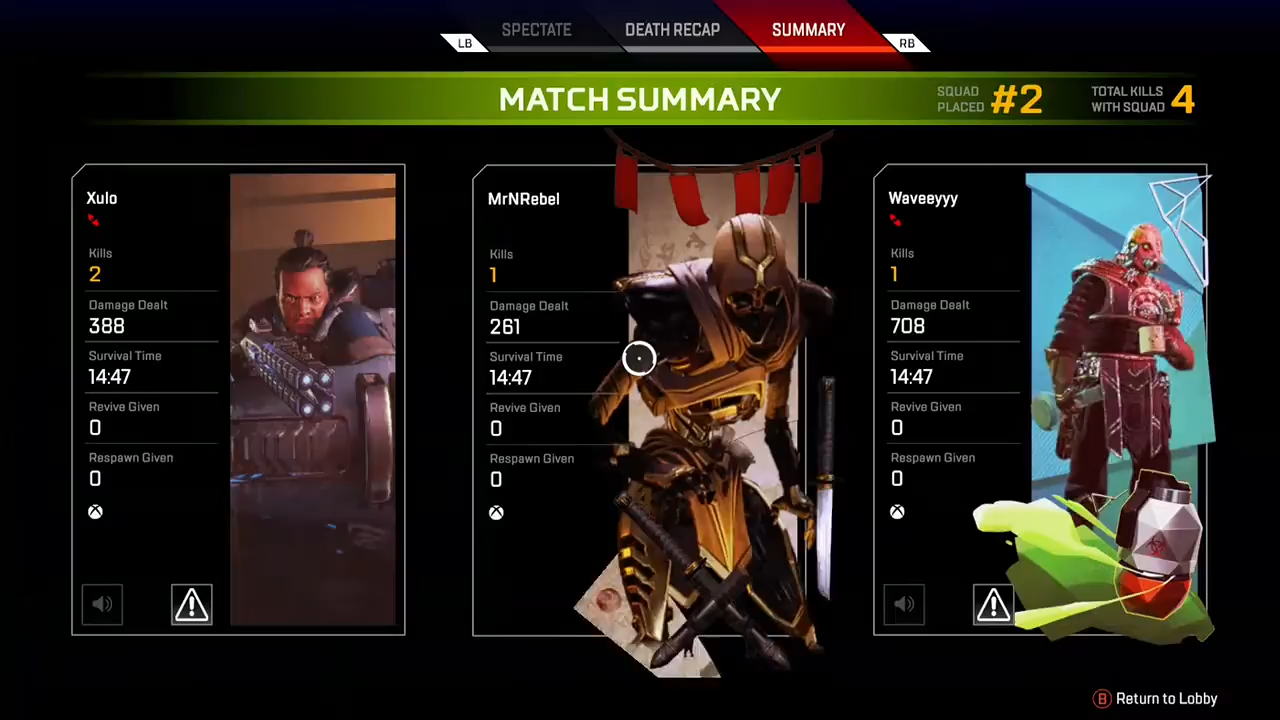 LB
SPECTATE
DEATH RECAP
SUMMARY
RB
MATCH SUMMARY
SQUAD
PLACED
#2
TOTAL KILLS
WITH SQUAD
4
Xulo
Kills
2
Damage Dealt
388
Survival Time
14:47
Revive Given
0
Respawn Given
0
MrNRebel
Kills
1
Damage Dealt
261
Survival Time
14:47
Revive Given
0
Respawn Given
0
Waveeyyy
Kills
1
Damage Dealt
708
Survival Time
14:47
Revive Given
0
Respawn Given
0
B Return to Lobby